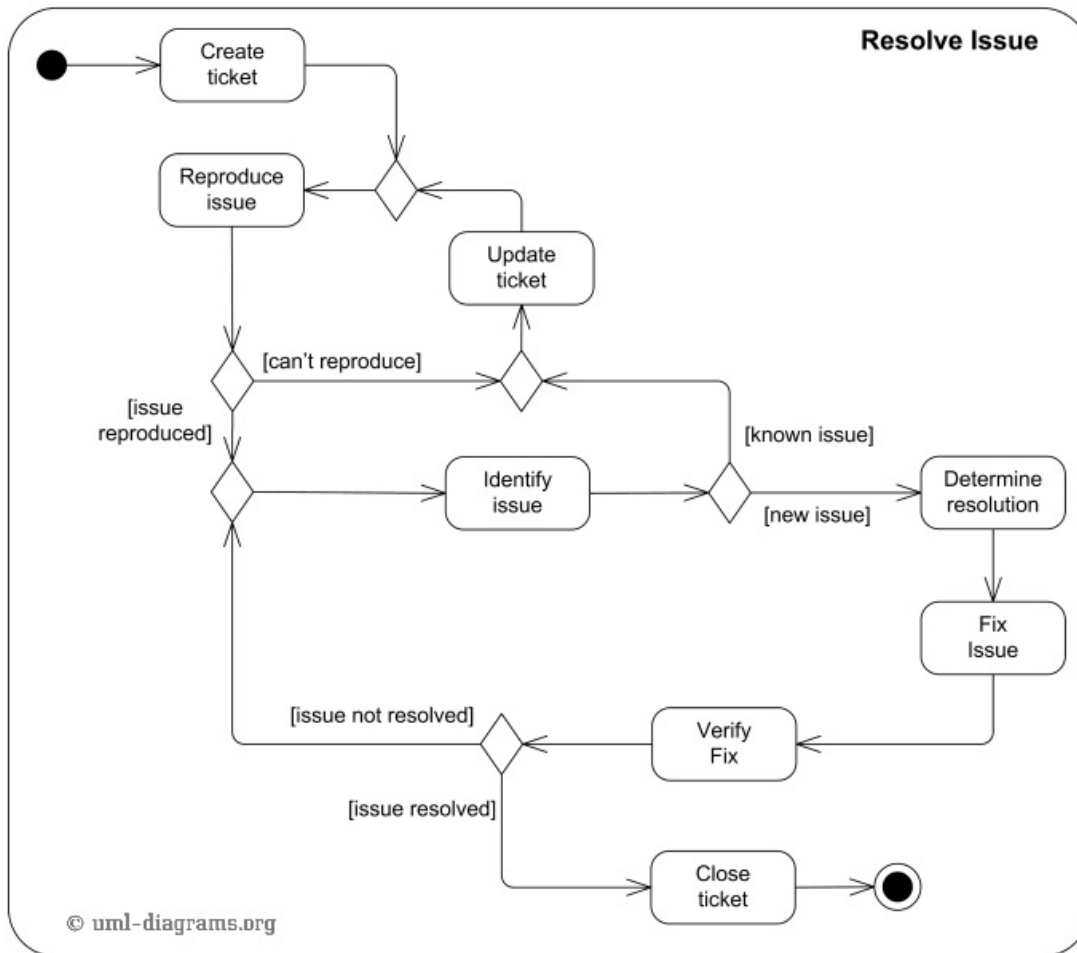 Resolve Issue
Create
ticket
Reproduce
issue
Update
ticket
[can't reproduce]
[issue
reproduced]
[known issue]
Identify
issue
Determine
resolution
[new issue]
Fix
Issue
[issue not resolved]
Verify
Fix
[issue resolved]
Close
ticket
© uml-diagrams.org